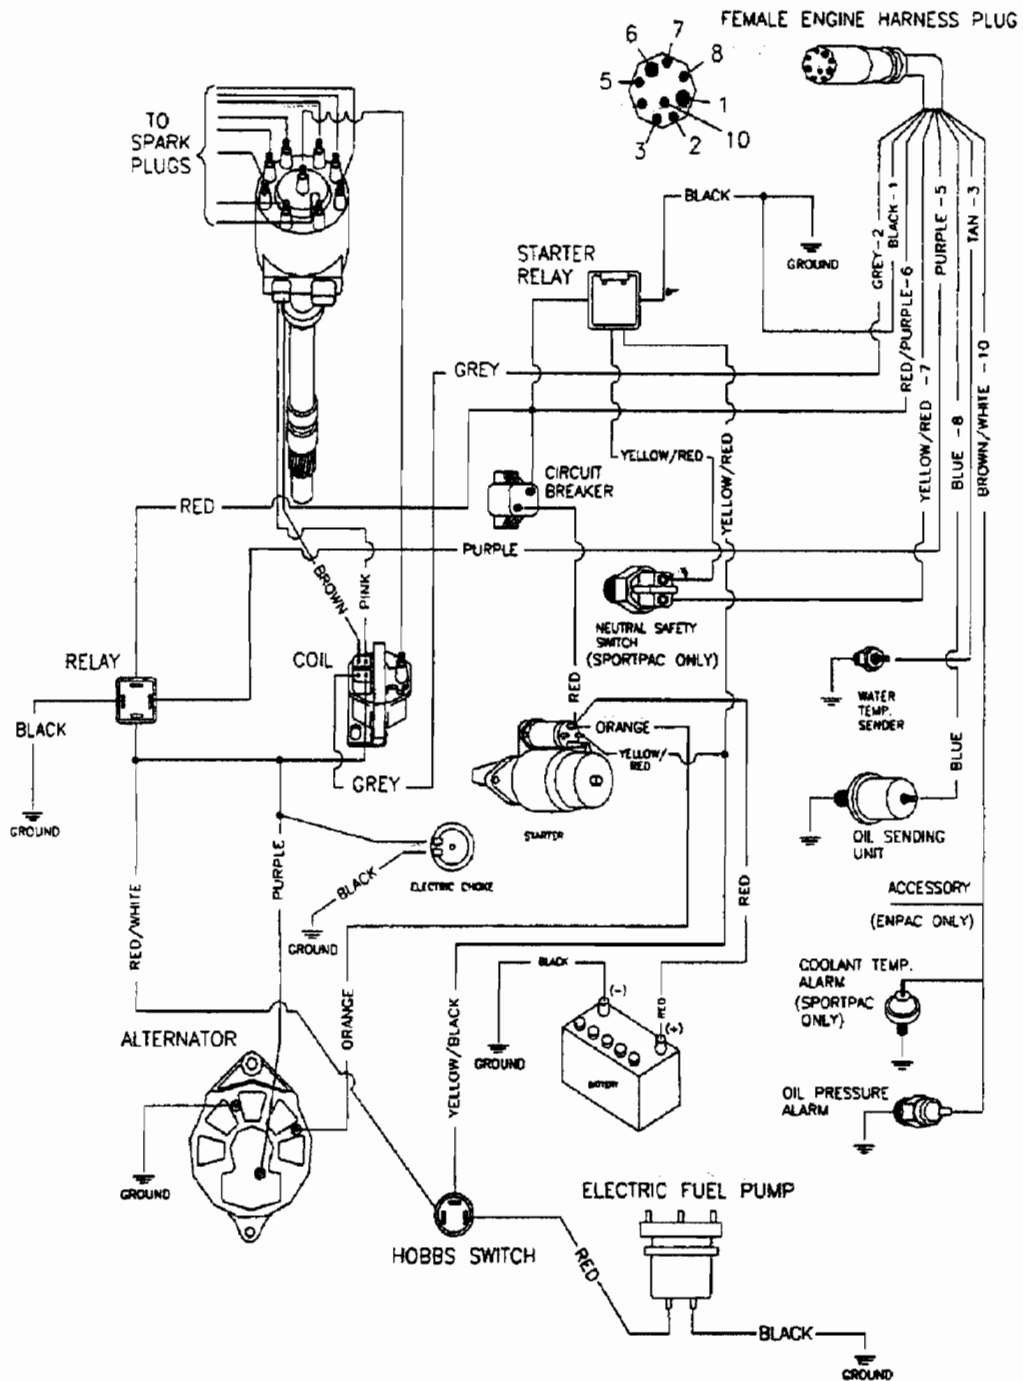 FEMALE ENGINE HARNESS PLUG
6
7
8
5
1
10
3
2
TO
SPARK
PLUGS
BLACK
GROUND
STARTER
RELAY
GREY-2
BLACK-1
RED/PURPLE-6
YELLOW/RED -7
PURPLE -5
BLUE -8
TAN -3
BROWN/WHITE -10
GREY
YELLOW/RED
YELLOW/RED
CIRCUIT
BREAKER
RED
PURPLE
BROWN
PINK
NEUTRAL SAFETY
SWITCH
(SPORTPAC ONLY)
RELAY
COIL
BLACK
GROUND
RED
WATER
TEMP.
SENDER
ORANGE
YELLOW/
RED
STARTER
GREY
BLUE
OIL SENDING
UNIT
PURPLE
BLACK
ELECTRIC CHOKE
GROUND
RED
RED/WHITE
ACCESSORY
(ENPAC ONLY)
COOLANT TEMP.
ALARM
(SPORTPAC
ONLY)
ORANGE
YELLOW/BLACK
BLACK
(-)
RED
(+)
GROUND
BATTERY
ALTERNATOR
GROUND
OIL PRESSURE
ALARM
HOBBS SWITCH
ELECTRIC FUEL PUMP
RED
BLACK
GROUND